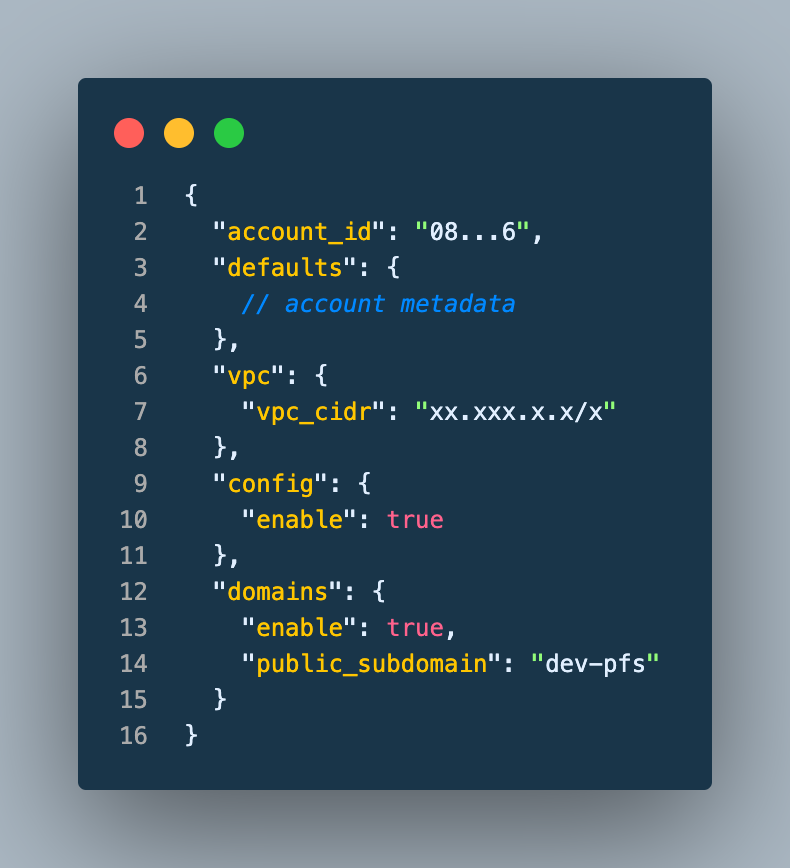 1 {
2   "account_id": "08...6",
3   "defaults": {
4     // account metadata
5   },
6   "vpc": {
7     "vpc_cidr": "xx.xxx.x.x/x"
8   },
9   "config": {
10     "enable": true
11   },
12   "domains": {
13     "enable": true,
14     "public_subdomain": "dev-pfs"
15   }
16 }